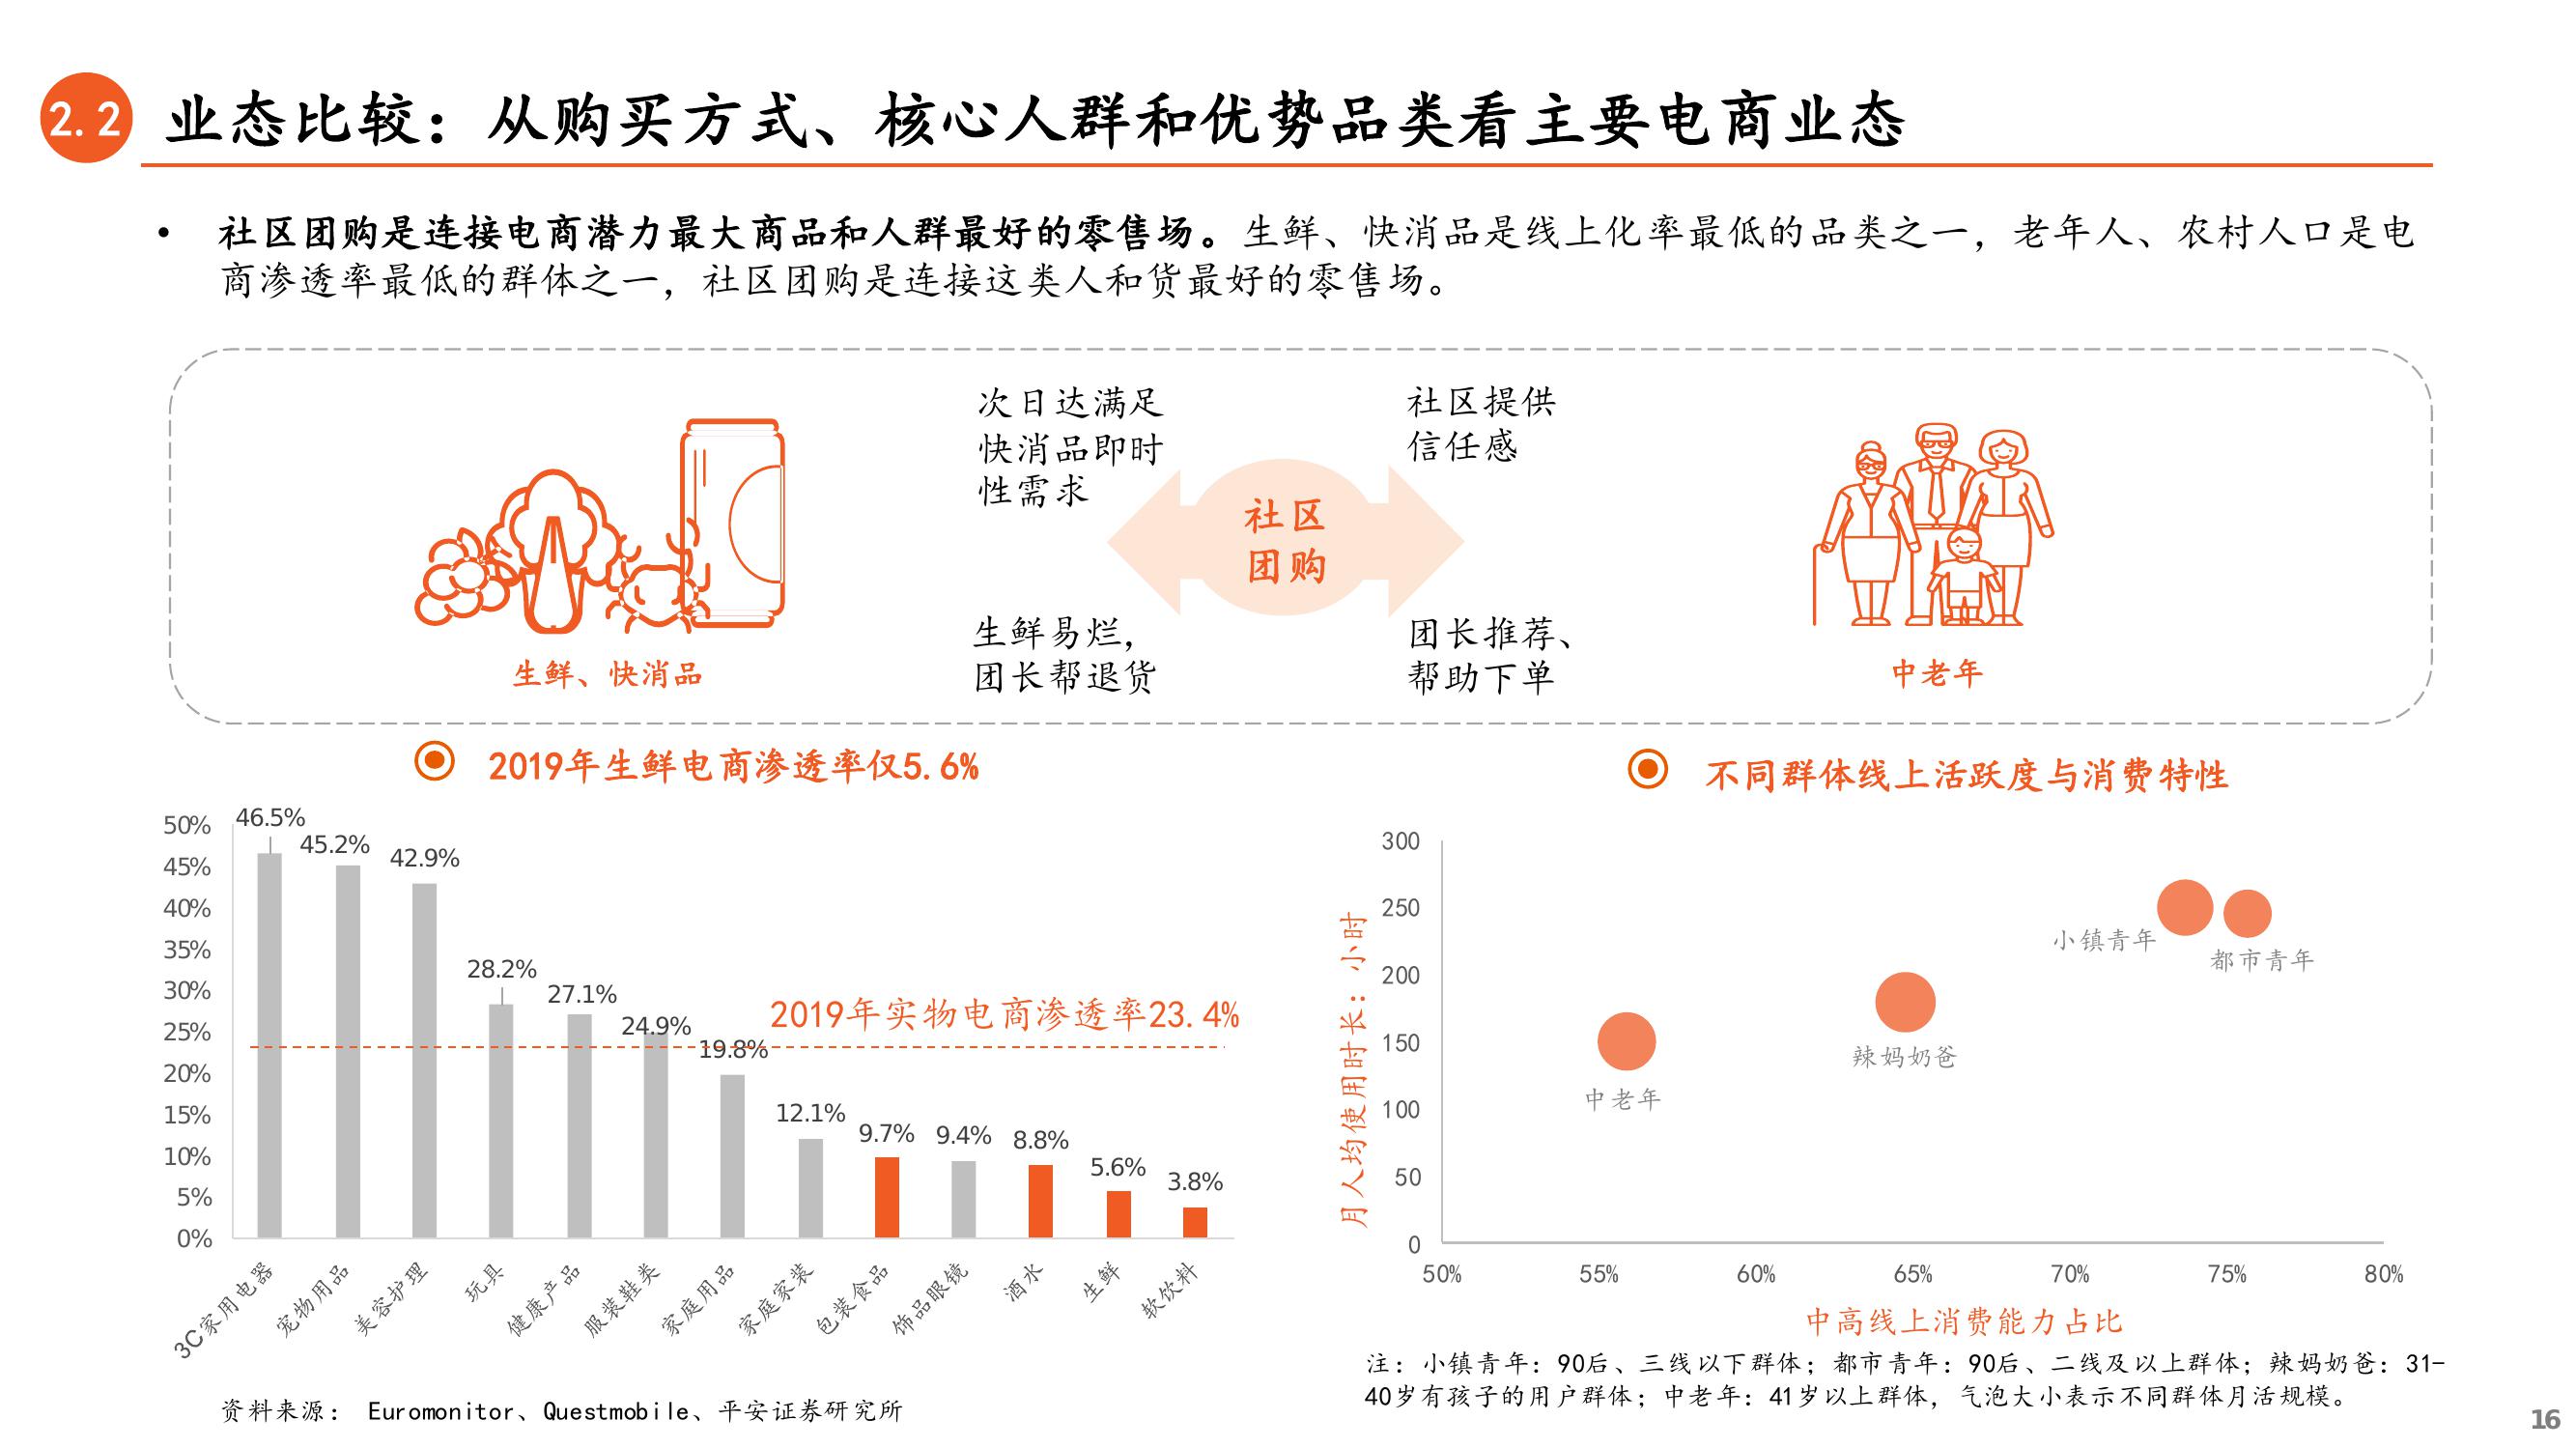 2.2 业态比较：从购买方式、核心人群和优势品类看主要电商业态
• 社区团购是连接电商潜力最大商品和人群最好的零售场。生鲜、快消品是线上化率最低的品类之一，老年人、农村人口是电
商渗透率最低的群体之一，社区团购是连接这类人和货最好的零售场。
次日达满足
快消品即时
性需求
社区提供
信任感
社区
团购
生鲜易烂，
团长帮退货
团长推荐、
帮助下单
生鲜、快消品
中老年
2019年生鲜电商渗透率仅5.6%
50%
45%
40%
35%
30%
25%
20%
15%
10%
5%
0%
46.5%
45.2%
42.9%
28.2%
27.1%
24.9%
19.8%
12.1%
9.7%
9.4%
8.8%
5.6%
3.8%
2019年实物电商渗透率23.4%
3C家用电器
宠物用品
美容护理
玩具
健康产品
服装鞋类
家庭用品
家庭家装
包装食品
饰品眼镜
酒水
生鲜
软饮料
不同群体线上活跃度与消费特性
月人均使用时长：小时
300
250
200
150
100
50
0
小镇青年
都市青年
辣妈奶爸
中老年
50%
55%
60%
65%
70%
75%
80%
中高线上消费能力占比
注：小镇青年：90后、三线以下群体；都市青年：90后、二线及以上群体；辣妈奶爸：31-
40岁有孩子的用户群体；中老年：41岁以上群体，气泡大小表示不同群体月活规模。
资料来源： Euromonitor、Questmobile、平安证券研究所
16